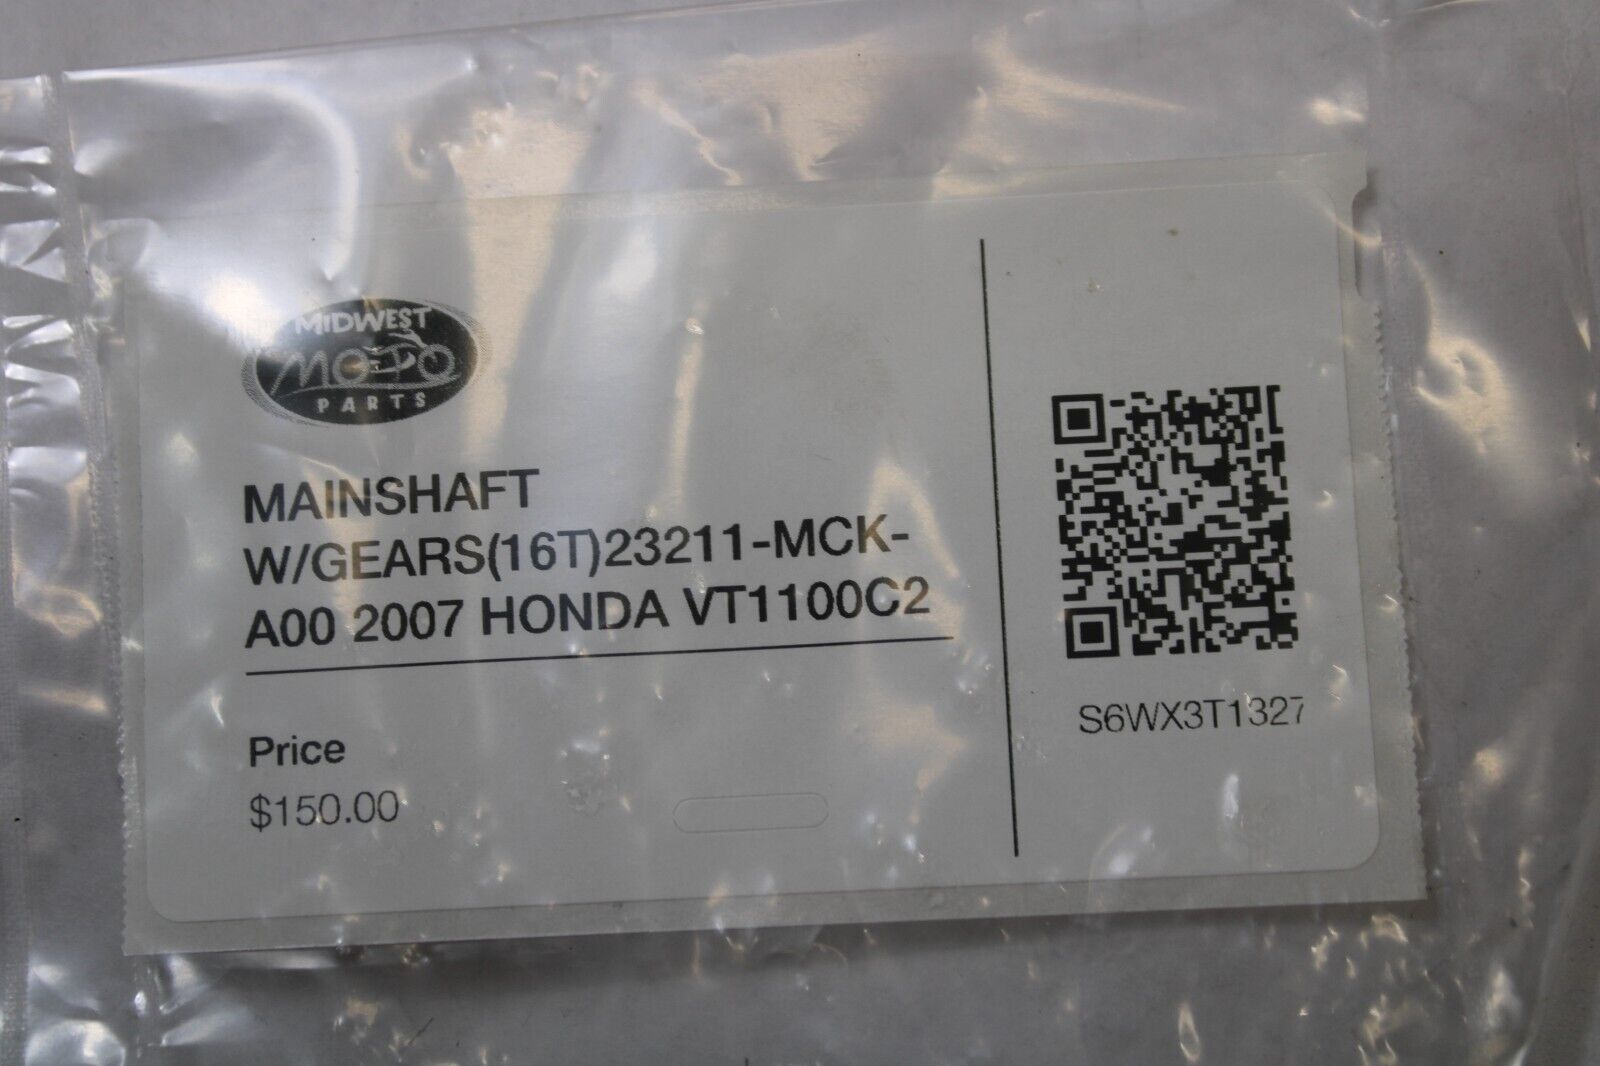 MIDWEST
MOTO
PARTS
MAINSHAFT
W/GEARS(16T)23211-MCK-
A00 2007 HONDA VT1100C2
Price
$150.00
S6WX3T1327